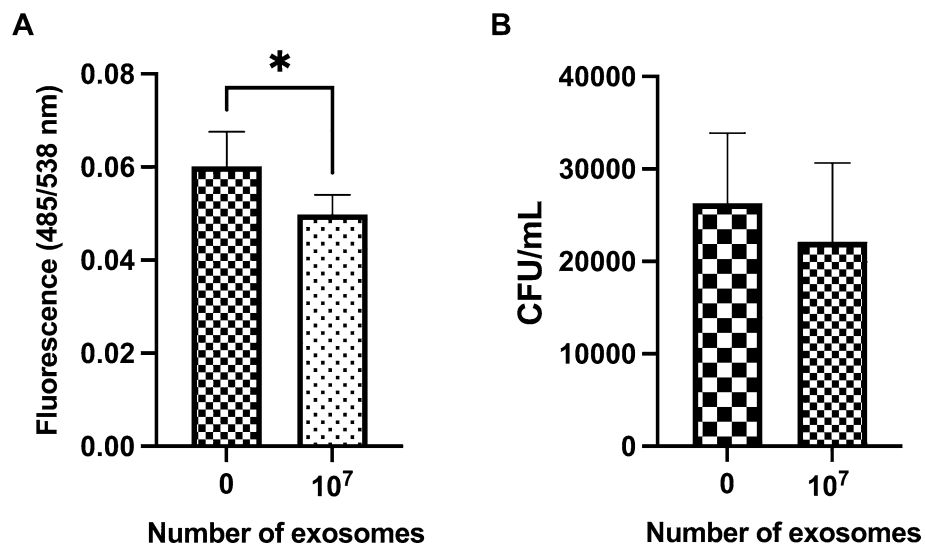 A
Fluorescence (485/538 nm)
0.08
0.06
0.04
0.02
0.00
*
0
10⁷
Number of exosomes
B
CFU/mL
40000
30000
20000
10000
0
0
10⁷
Number of exosomes